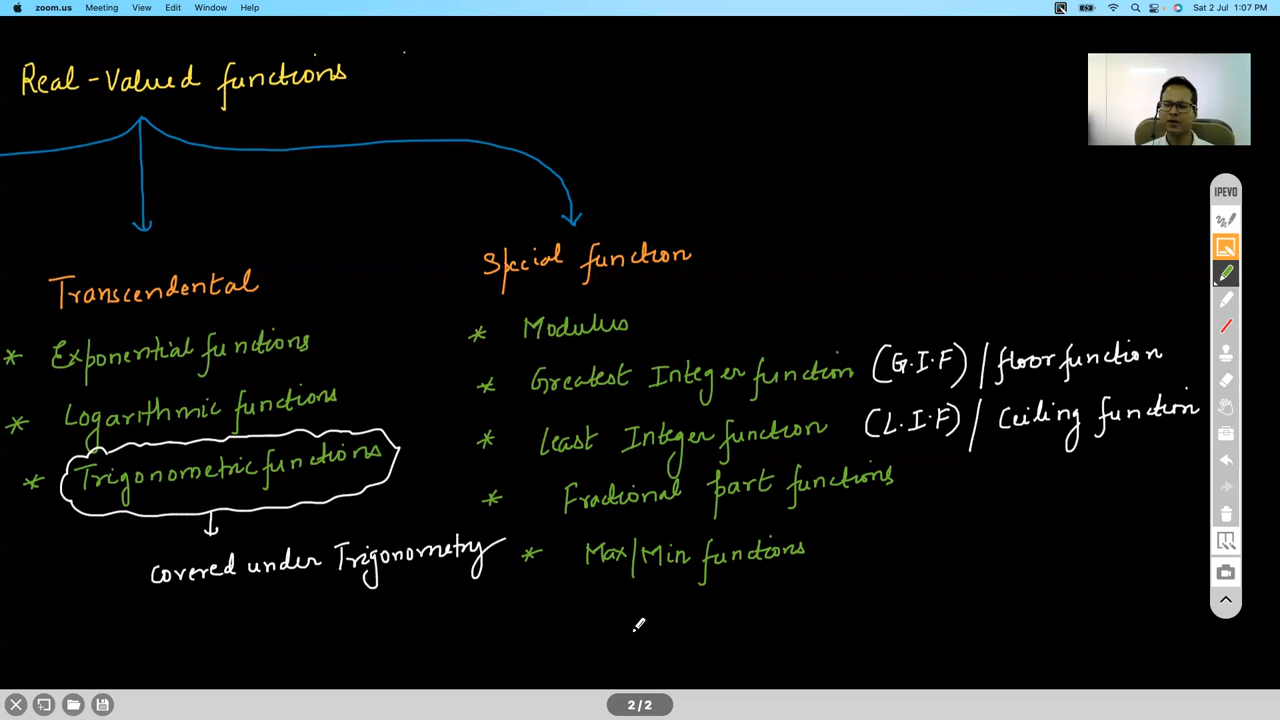 zoom.us Meeting View Edit Window Help
Sat 2 Jul 1:07 PM
Real-Valued functions
IPEVO
Transcendental
* Exponential functions
* Logarithmic functions
* Trigonometric functions
covered under Trigonometry
Special function
* Modulus
* Greatest Integer function (G.I.F) / floor function
* Least Integer function (L.I.F) / Ceiling function
* Fractional part functions
* Max/Min functions
2/2